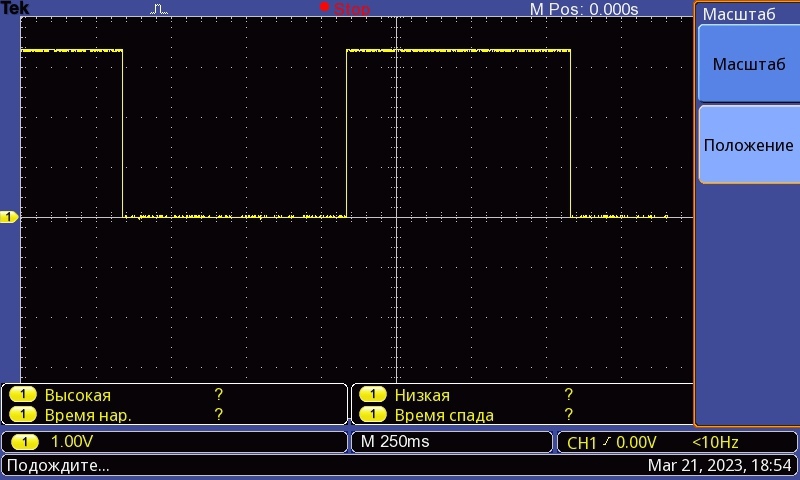 Tek Stop M Pos: 0.000s
Масштаб
Масштаб
Положение
1
1 Высокая ?
1 Низкая ?
1 Время нар. ?
1 Время спада ?
1 1.00V M 250ms CH1 0.00V <10Hz
Подождите... Mar 21, 2023, 18:54